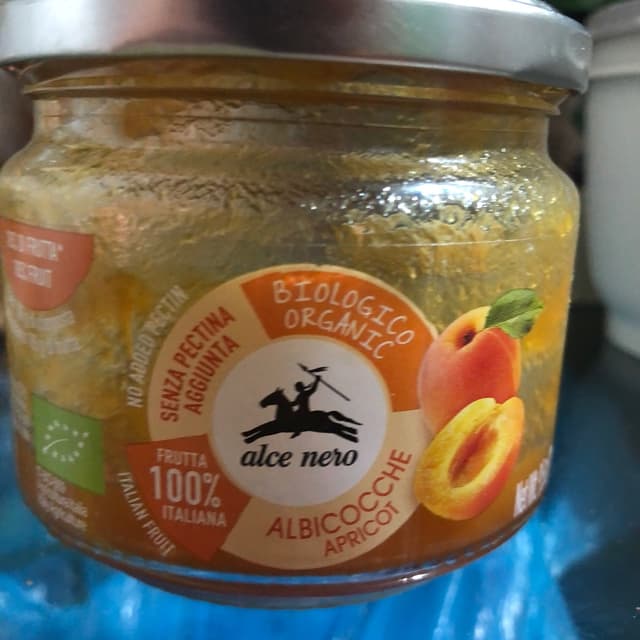 BIOLOGICO
ORGANIC
NO ADDED PECTIN
SENZA PECTINA
AGGIUNTA
alce nero
FRUTTA
100%
ITALIANA
ITALIAN FRUIT
ALBICOCCHE
APRICOT